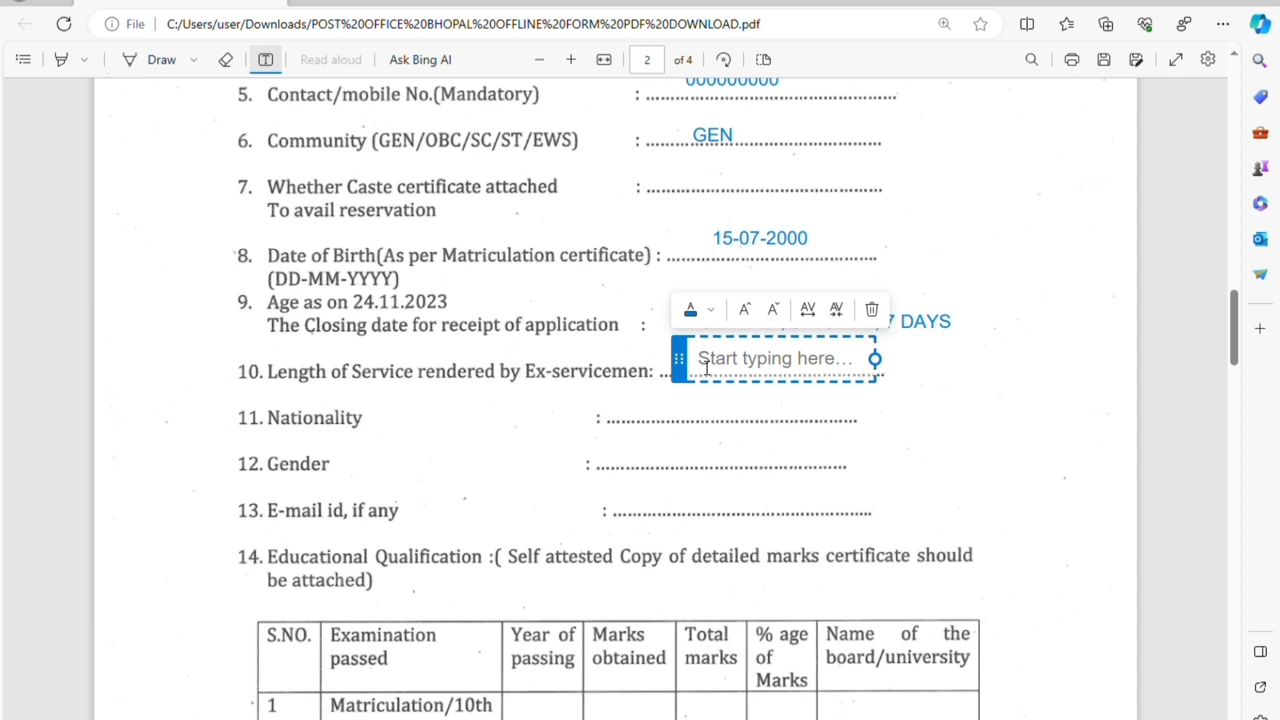 File C:/Users/user/Downloads/POST%20OFFICE%20BHOPAL%20OFFLINE%20FORM%20PDF%20DOWNLOAD.pdf
Draw Read aloud Ask Bing AI 2 of 4
000000000
5. Contact/mobile No.(Mandatory) : ................................................
GEN
6. Community (GEN/OBC/SC/ST/EWS) : ................................................
7. Whether Caste certificate attached : ................................................
To avail reservation
15-07-2000
8. Date of Birth(As per Matriculation certificate) : ..........................................
(DD-MM-YYYY)
9. Age as on 24.11.2023
The Closing date for receipt of application : 7 DAYS
Start typing here...
10. Length of Service rendered by Ex-servicemen: ...........................................
11. Nationality : ................................................
12. Gender : ................................................
13. E-mail id, if any : ................................................
14. Educational Qualification :( Self attested Copy of detailed marks certificate should
be attached)
S.NO. Examination passed Year of passing Marks obtained Total marks % age of Marks Name of the board/university
1 Matriculation/10th